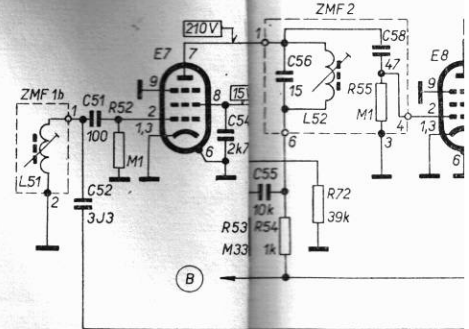 210V
ZMF 2
E7
7
1
C58
E8
C56
9
47
9
ZMF 1b
8
15
15
R55
C51
R52
L52
1
2
C54
M1
2
100
1,3
2k7
4
1,3
M1
6
3
6
L51
C52
2
C55
R72
3J3
10k
39k
R53
R54
M33
1k
B